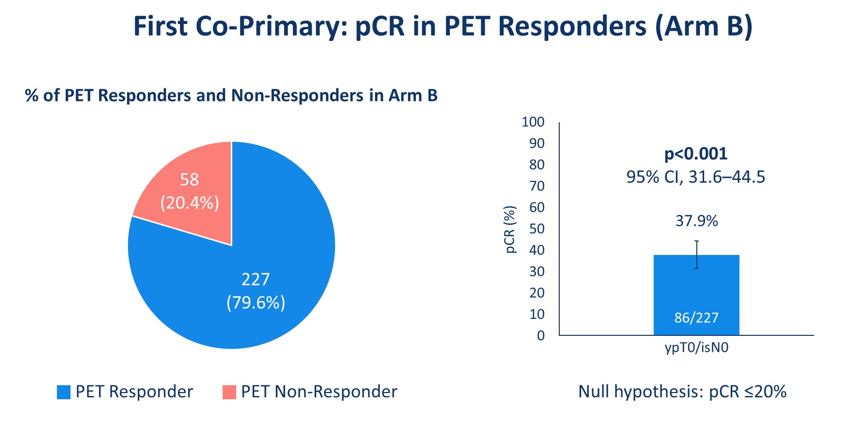 First Co-Primary: pCR in PET Responders (Arm B)
% of PET Responders and Non-Responders in Arm B
58
(20.4%)
227
(79.6%)
PET Responder
PET Non-Responder
100
90
80
70
60
50
40
30
20
10
0
pCR (%)
p<0.001
95% CI, 31.6–44.5
37.9%
86/227
ypT0/isN0
Null hypothesis: pCR ≤20%